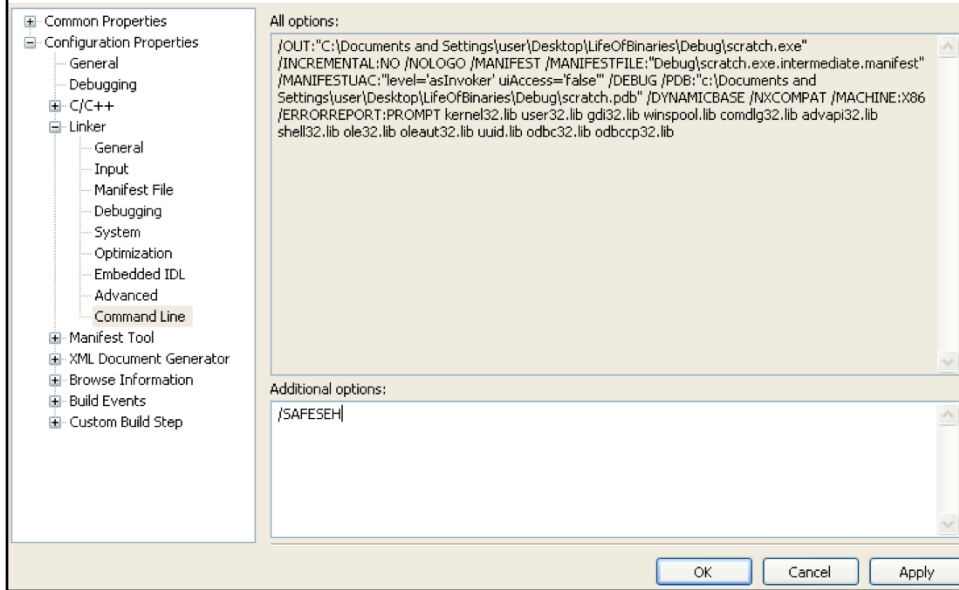 Common Properties
Configuration Properties
General
Debugging
C/C++
Linker
General
Input
Manifest File
Debugging
System
Optimization
Embedded IDL
Advanced
Command Line
Manifest Tool
XML Document Generator
Browse Information
Build Events
Custom Build Step
All options:
/OUT:"C:\Documents and Settings\user\Desktop\LifeOfBinaries\Debug\scratch.exe"
/INCREMENTAL:NO /NOLOGO /MANIFEST /MANIFESTFILE:"Debug\scratch.exe.intermediate.manifest"
/MANIFESTUAC:"level='asInvoker' uiAccess='false'" /DEBUG /PDB:"c:\Documents and
Settings\user\Desktop\LifeOfBinaries\Debug\scratch.pdb" /DYNAMICBASE /NXCOMPAT /MACHINE:X86
/ERRORREPORT:PROMPT kernel32.lib user32.lib gdi32.lib winspool.lib comdlg32.lib advapi32.lib
shell32.lib ole32.lib oleaut32.lib uuid.lib odbc32.lib odbccp32.lib
Additional options:
/SAFESEH
OK
Cancel
Apply